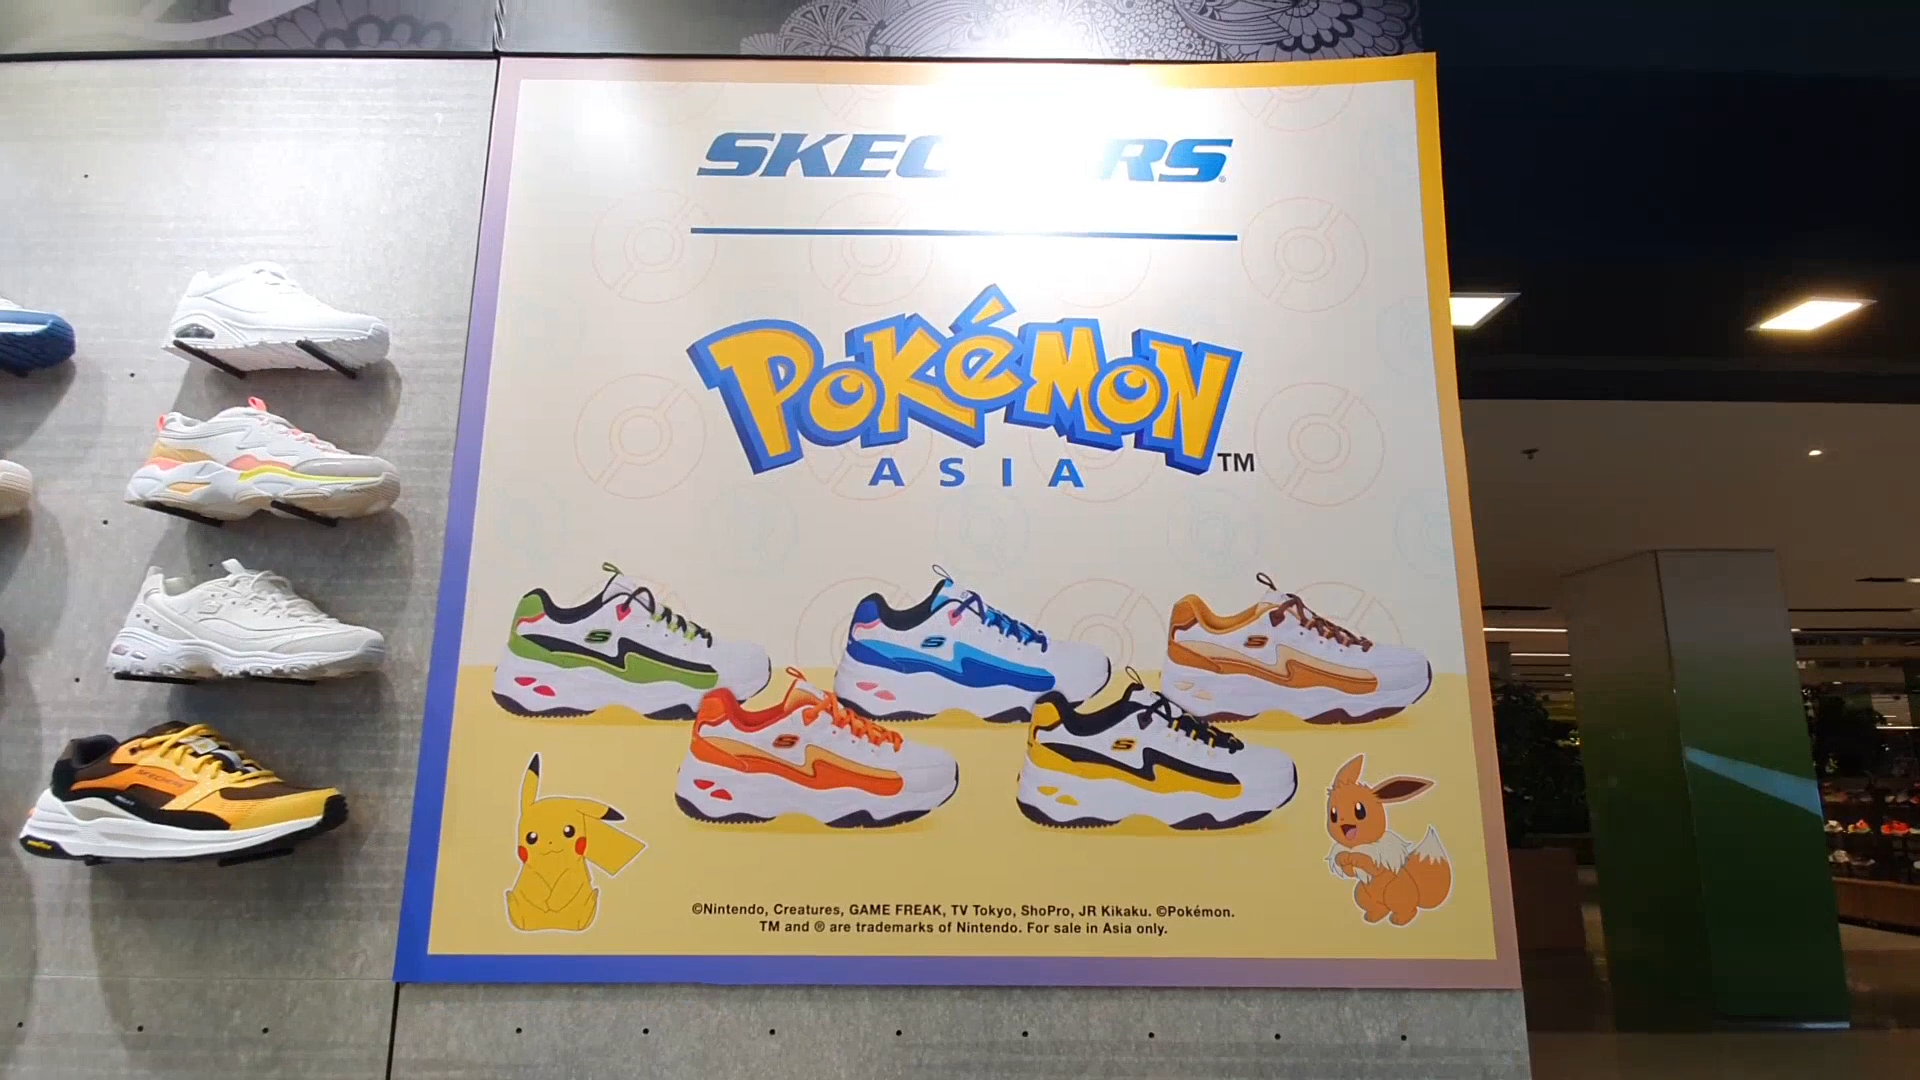 POKÉMON
ASIA TM
©Nintendo, Creatures, GAME FREAK, TV Tokyo, ShoPro, JR Kikaku. ©Pokémon.
TM and ® are trademarks of Nintendo. For sale in Asia only.
SKECHERS